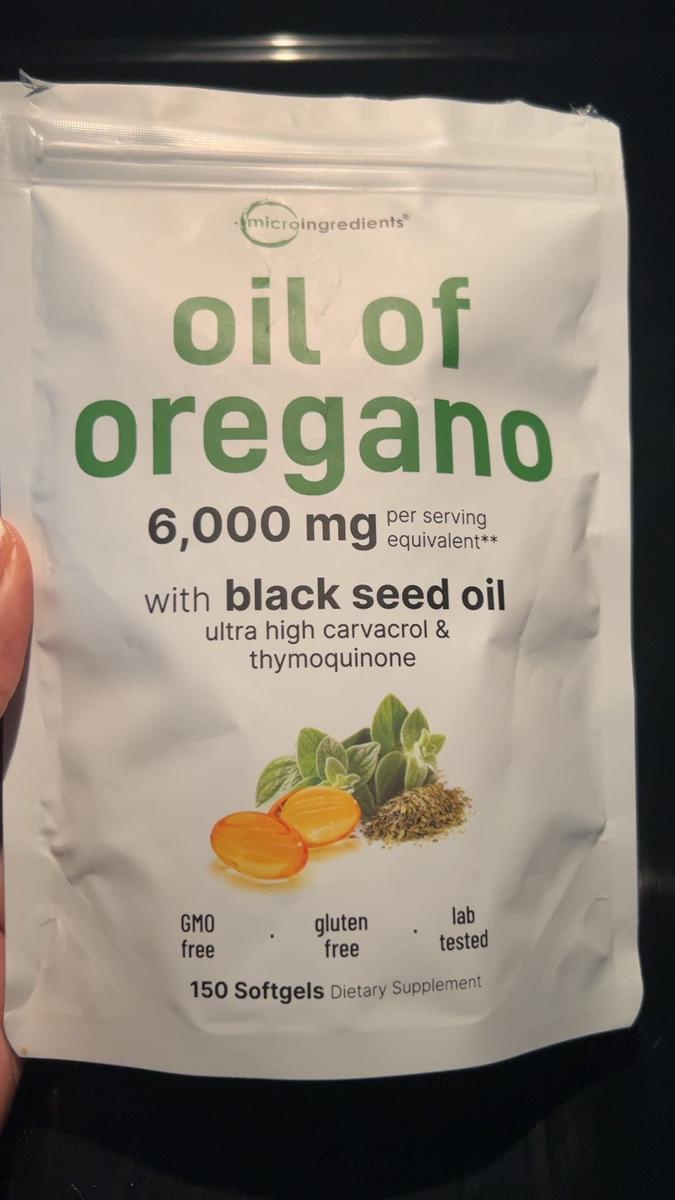 microingredients®
oil of
oregano
6,000 mg per serving
equivalent**
with black seed oil
ultra high carvacrol &
thymoquinone
GMO free · gluten free · lab tested
150 Softgels Dietary Supplement